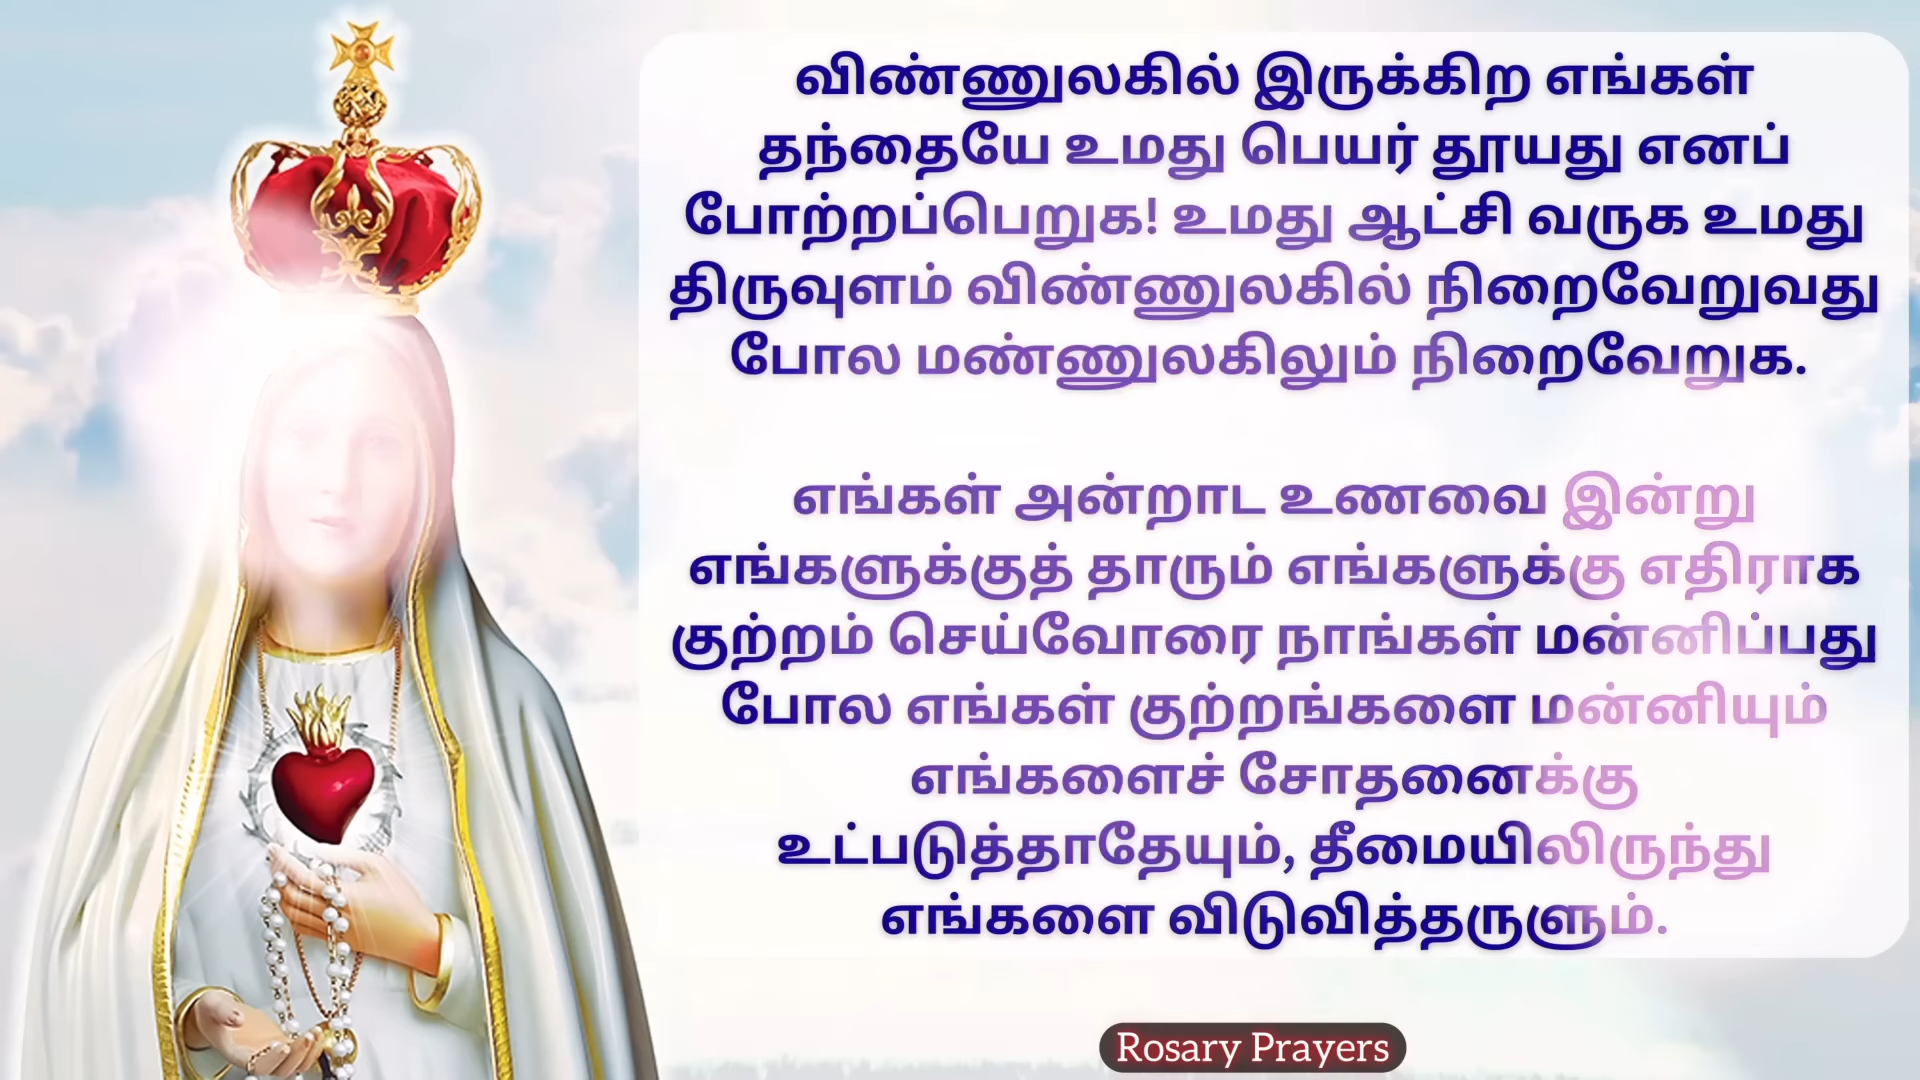 விண்ணுலகில் இருக்கிற எங்கள்
தந்தையே உமது பெயர் தூயது எனப்
போற்றப்பெறுக! உமது ஆட்சி வருக உமது
திருவுளம் விண்ணுலகில் நிறைவேறுவது
போல மண்ணுலகிலும் நிறைவேறுக.
எங்கள் அன்றாட உணவை இன்று
எங்களுக்குத் தாரும் எங்களுக்கு எதிராக
குற்றம் செய்வோரை நாங்கள் மன்னிப்பது
போல எங்கள் குற்றங்களை மன்னியும்
எங்களைச் சோதனைக்கு
உட்படுத்தாதேயும், தீமையிலிருந்து
எங்களை விடுவித்தருளும்.
Rosary Prayers